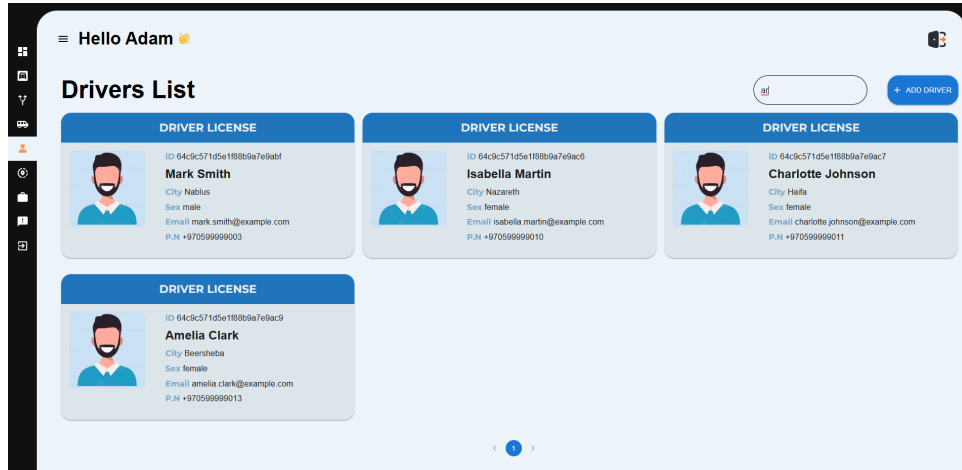 Hello Adam 👋
Drivers List
ar
+ ADD DRIVER
DRIVER LICENSE
iD 64c9c571d5e1f88b9a7e9abf
Mark Smith
City Nablus
Sex male
Email mark.smith@example.com
P.N +970599999003
DRIVER LICENSE
iD 64c9c571d5e1f88b9a7e9ac6
Isabella Martin
City Nazareth
Sex female
Email isabella.martin@example.com
P.N +970599999010
DRIVER LICENSE
iD 64c9c571d5e1f88b9a7e9ac7
Charlotte Johnson
City Haifa
Sex female
Email charlotte.johnson@example.com
P.N +970599999011
DRIVER LICENSE
iD 64c9c571d5e1f88b9a7e9ac9
Amelia Clark
City Beersheba
Sex female
Email amelia.clark@example.com
P.N +970599999013
‹ 1 ›